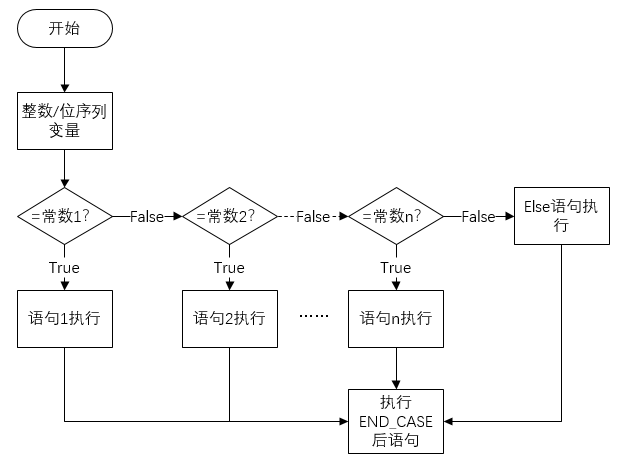 开始
整数/位序列
变量
=常数1?
False
=常数2?
False
=常数n?
False
Else语句执
行
True
True
True
语句1执行
语句2执行
……
语句n执行
执行
END_CASE
后语句